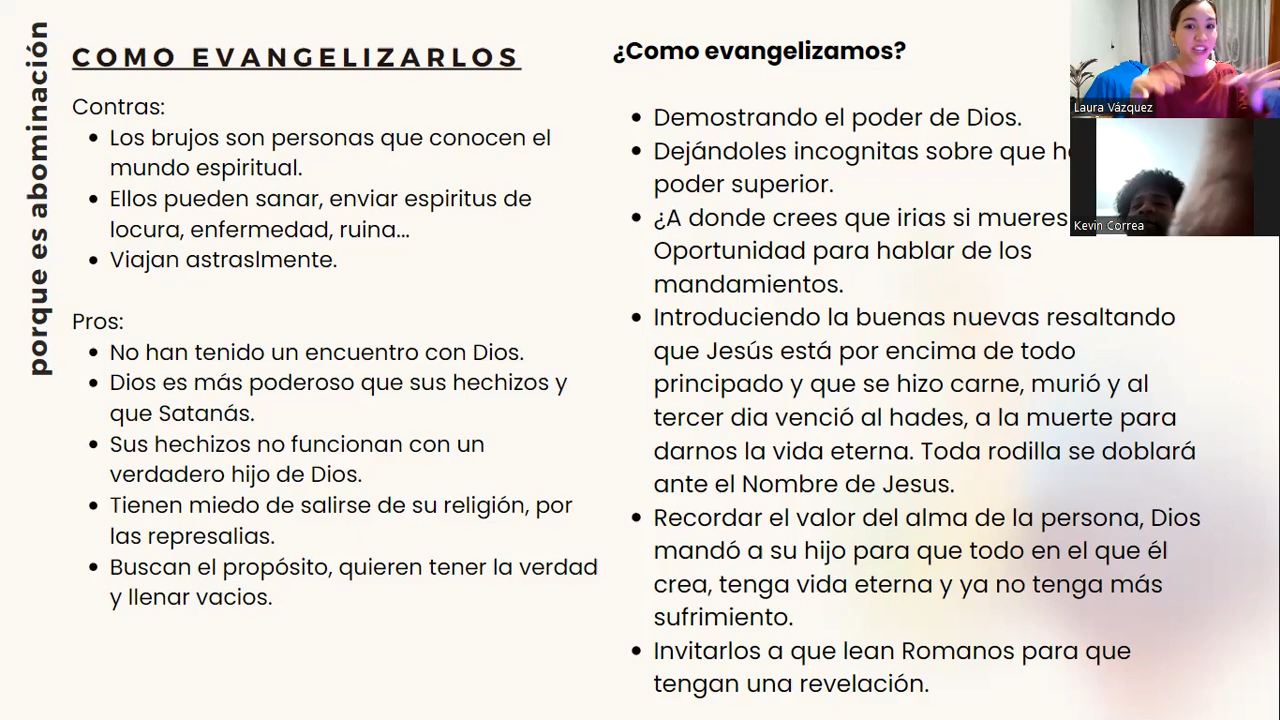 porque es abominación
COMO EVANGELIZARLOS
Contras:
• Los brujos son personas que conocen el
mundo espiritual.
• Ellos pueden sanar, enviar espiritus de
locura, enfermedad, ruina...
• Viajan astraslmente.
Pros:
• No han tenido un encuentro con Dios.
• Dios es más poderoso que sus hechizos y
que Satanás.
• Sus hechizos no funcionan con un
verdadero hijo de Dios.
• Tienen miedo de salirse de su religión, por
las represalias.
• Buscan el propósito, quieren tener la verdad
y llenar vacios.
¿Como evangelizamos?
• Demostrando el poder de Dios.
• Dejándoles incognitas sobre que
poder superior.
• ¿A donde crees que irias si mueres
Oportunidad para hablar de los
mandamientos.
• Introduciendo la buenas nuevas resaltando
que Jesús está por encima de todo
principado y que se hizo carne, murió y al
tercer dia venció al hades, a la muerte para
darnos la vida eterna. Toda rodilla se doblará
ante el Nombre de Jesus.
• Recordar el valor del alma de la persona, Dios
mandó a su hijo para que todo en el que él
crea, tenga vida eterna y ya no tenga más
sufrimiento.
• Invitarlos a que lean Romanos para que
tengan una revelación.
Laura Vázquez
Kevin Correa